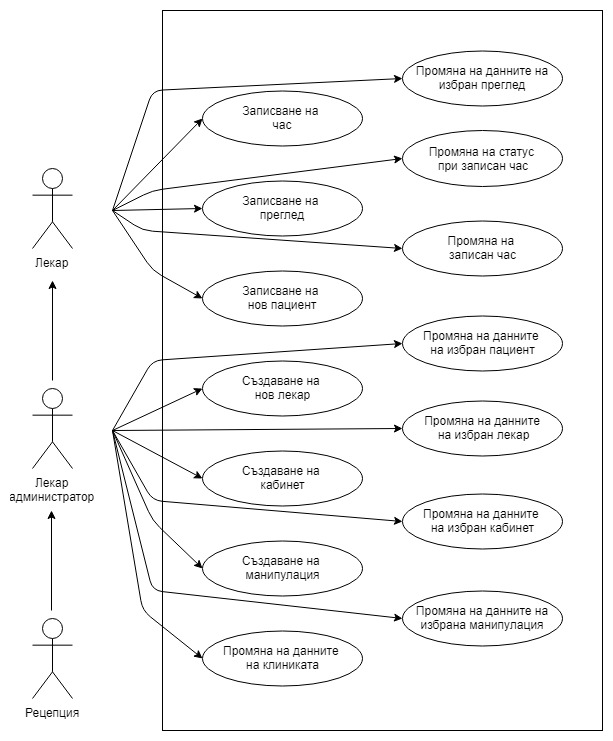 Промяна на данните на
избран преглед
Записване на
час
Промяна на статус
при записан час
Записване на
преглед
Промяна на
записан час
Лекар
Записване на
нов пациент
Промяна на данните
на избран пациент
Създаване на
нов лекар
Промяна на данните
на избран лекар
Лекар
администратор
Създаване на
кабинет
Промяна на данните
на избран кабинет
Създаване на
манипулация
Промяна на данните на
избрана манипулация
Промяна на данните
на клиниката
Рецепция